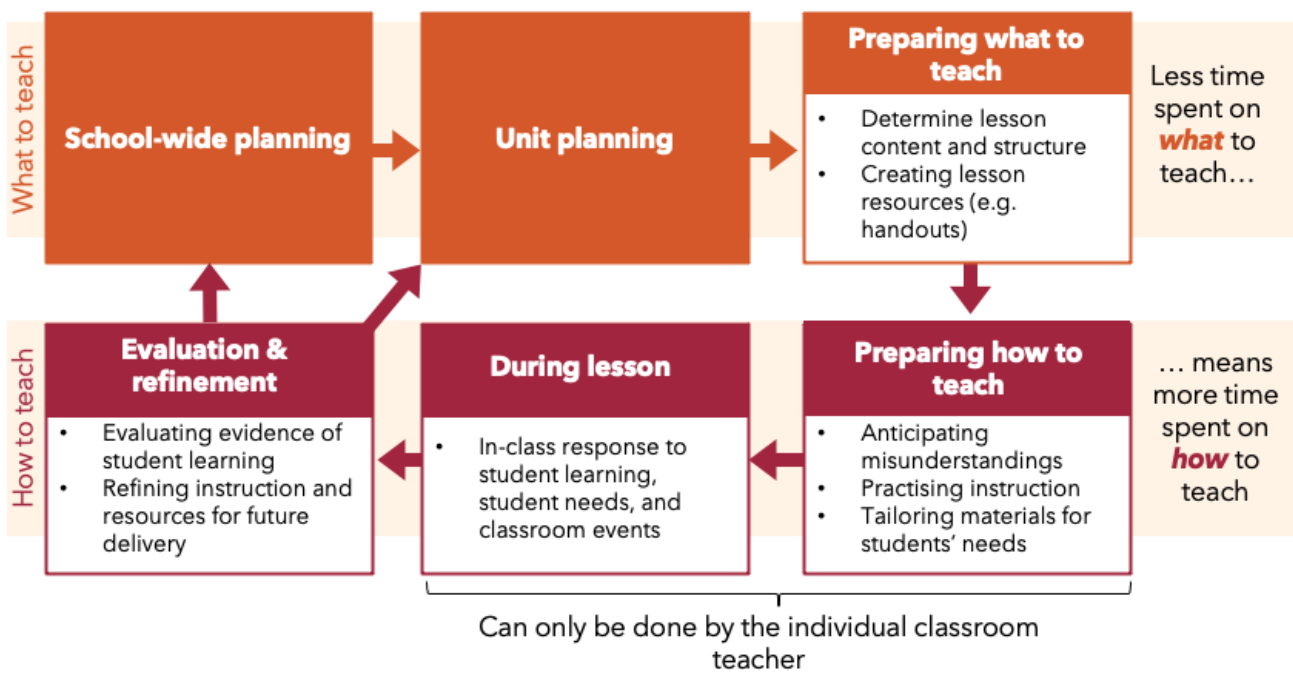 What to teach
School-wide planning
Unit planning
Preparing what to
teach
• Determine lesson
content and structure
• Creating lesson
resources (e.g.
handouts)
Less time
spent on
what to
teach…
How to teach
Evaluation &
refinement
• Evaluating evidence of
student learning
• Refining instruction and
resources for future
delivery
During lesson
• In-class response to
student learning,
student needs, and
classroom events
Preparing how to
teach
• Anticipating
misunderstandings
• Practising instruction
• Tailoring materials for
students’ needs
… means
more time
spent on
how to
teach
Can only be done by the individual classroom
teacher